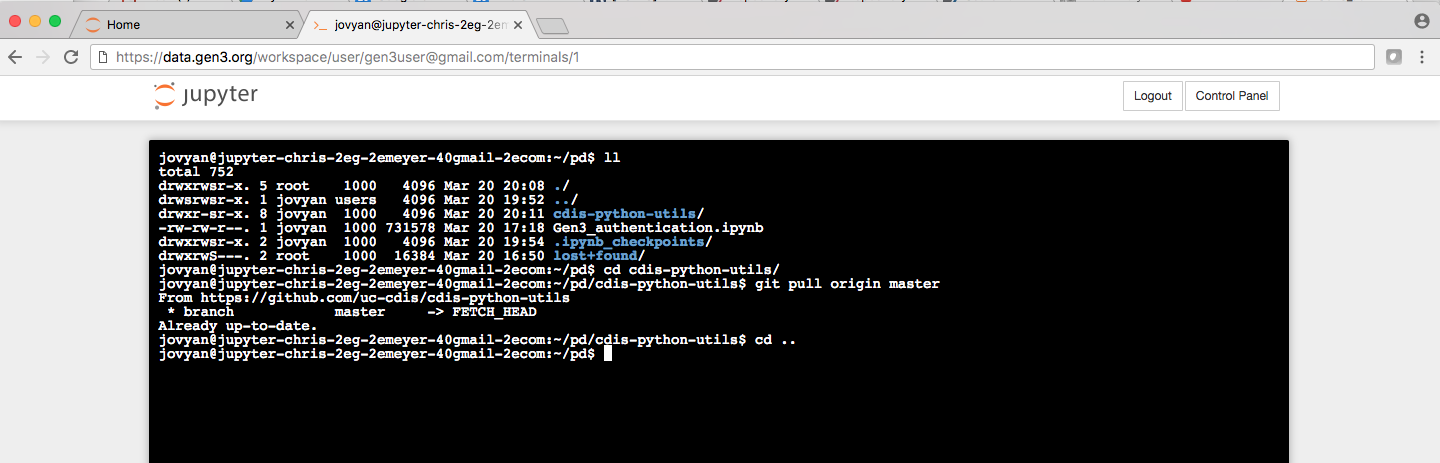 Home
jovyan@jupyter-chris-2eg-2em
https://data.gen3.org/workspace/user/gen3user@gmail.com/terminals/1
jupyter
Logout
Control Panel
jovyan@jupyter-chris-2eg-2emeyer-40gmail-2ecom:~/pd$ ll
total 752
drwxrwsr-x. 5 root    1000   4096 Mar 20 20:08 ./
drwsrwsr-x. 1 jovyan users   4096 Mar 20 19:52 ../
drwxr-sr-x. 8 jovyan  1000   4096 Mar 20 20:11 cdis-python-utils/
-rw-rw-r--. 1 jovyan  1000 731578 Mar 20 17:18 Gen3_authentication.ipynb
drwxrwsr-x. 2 jovyan  1000   4096 Mar 20 19:54 .ipynb_checkpoints/
drwxrwS---. 2 root    1000  16384 Mar 20 16:50 lost+found/
jovyan@jupyter-chris-2eg-2emeyer-40gmail-2ecom:~/pd$ cd cdis-python-utils/
jovyan@jupyter-chris-2eg-2emeyer-40gmail-2ecom:~/pd/cdis-python-utils$ git pull origin master
From https://github.com/uc-cdis/cdis-python-utils
 * branch            master     -> FETCH_HEAD
Already up-to-date.
jovyan@jupyter-chris-2eg-2emeyer-40gmail-2ecom:~/pd/cdis-python-utils$ cd ..
jovyan@jupyter-chris-2eg-2emeyer-40gmail-2ecom:~/pd$